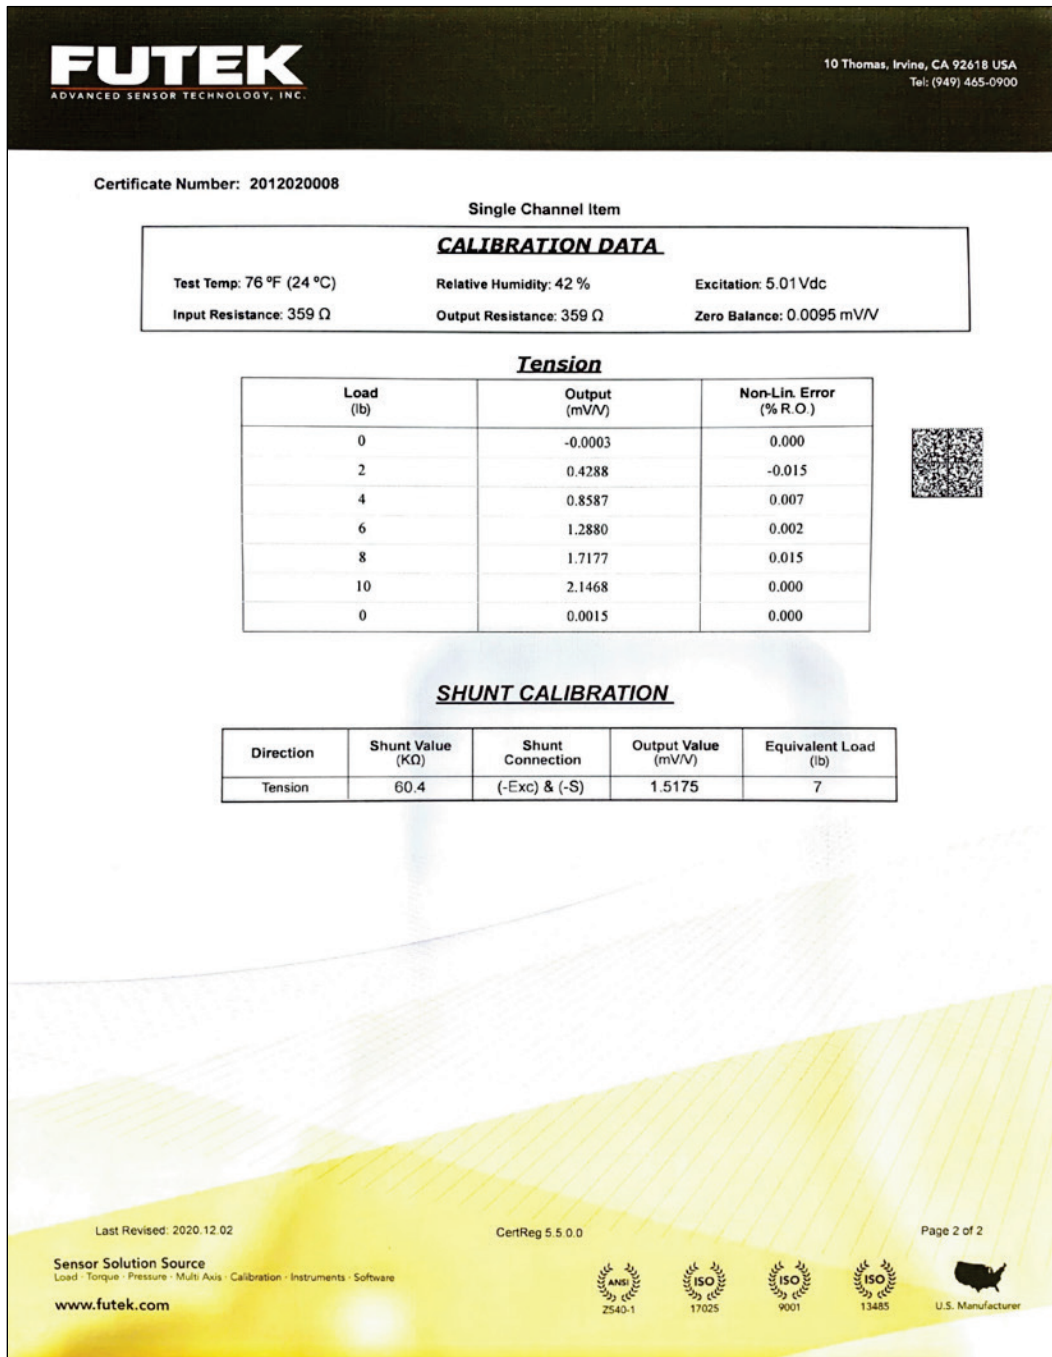 FUTEK
ADVANCED SENSOR TECHNOLOGY, INC.
10 Thomas, Irvine, CA 92618 USA
Tel: (949) 465-0900
Certificate Number: 2012020008
Single Channel Item
CALIBRATION DATA
Test Temp: 76 ºF (24 ºC) Relative Humidity: 42 % Excitation: 5.01 Vdc
Input Resistance: 359 Ω Output Resistance: 359 Ω Zero Balance: 0.0095 mV/V
Tension
Load Output Non-Lin. Error
(lb) (mV/V) (% R.O.)
0 -0.0003 0.000
2 0.4288 -0.015
4 0.8587 0.007
6 1.2880 0.002
8 1.7177 0.015
10 2.1468 0.000
0 0.0015 0.000
SHUNT CALIBRATION
Direction Shunt Value Shunt Output Value Equivalent Load
(KΩ) Connection (mV/V) (lb)
Tension 60.4 (-Exc) & (-S) 1.5175 7
Last Revised: 2020.12.02 CertReg 5.5.0.0 Page 2 of 2
Sensor Solution Source
Load · Torque · Pressure · Multi Axis · Calibration · Instruments · Software
www.futek.com
ANSI ISO ISO ISO
Z540-1 17025 9001 13485 U.S. Manufacturer